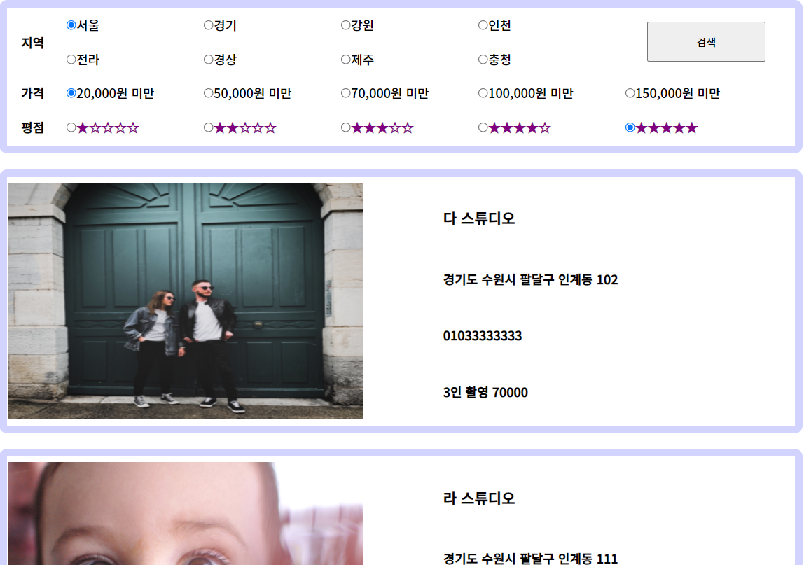 지역 서울 경기 강원 인천 검색
전라 경상 제주 충청
가격 20,000원 미만 50,000원 미만 70,000원 미만 100,000원 미만 150,000원 미만
평점 ★☆☆☆☆ ★★☆☆☆ ★★★☆☆ ★★★★☆ ★★★★★
다 스튜디오
경기도 수원시 팔달구 인계동 102
01033333333
3인 촬영 70000
라 스튜디오
경기도 수원시 팔달구 인계동 111